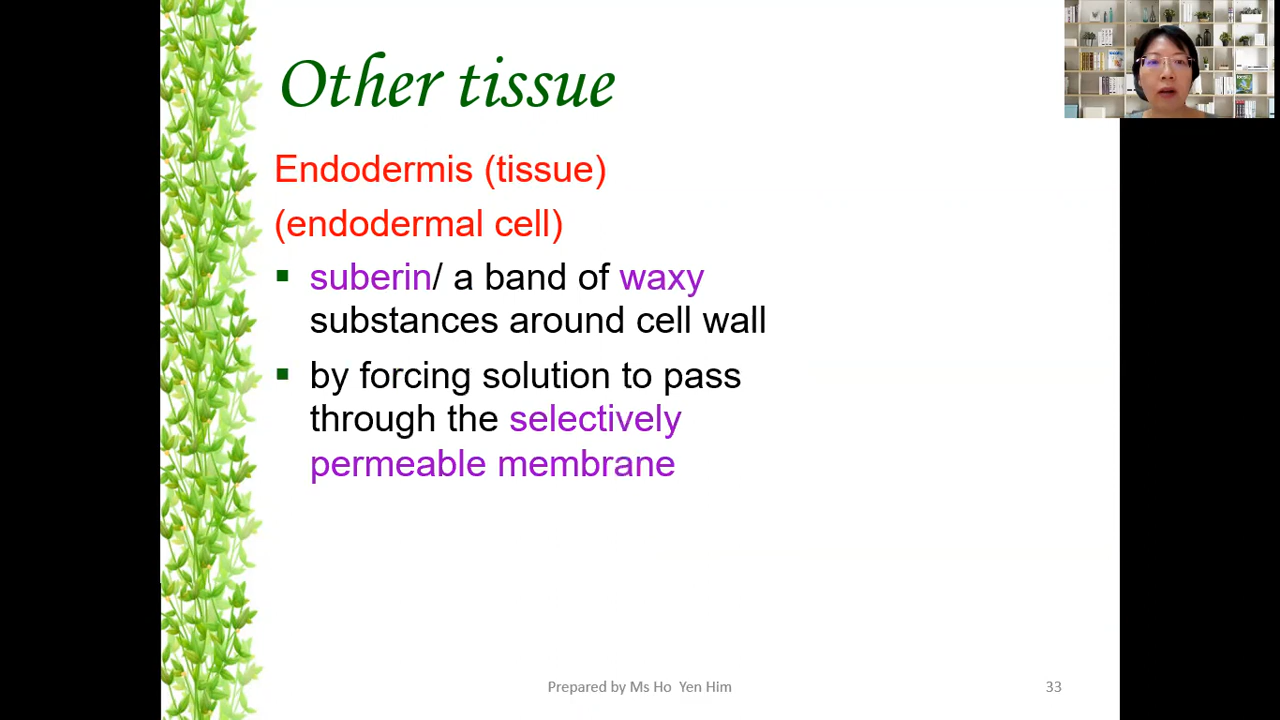 Other tissue
Endodermis (tissue)
(endodermal cell)
▪ suberin/ a band of waxy
substances around cell wall
▪ by forcing solution to pass
through the selectively
permeable membrane
Prepared by Ms Ho Yen Him
33